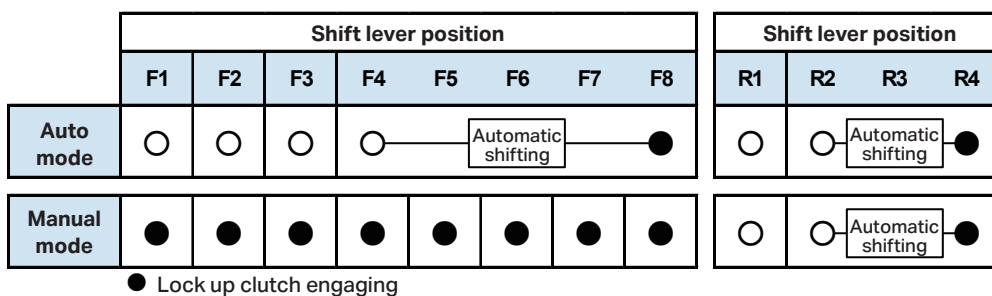 Shift lever position
Shift lever position
F1 F2 F3 F4 F5 F6 F7 F8
R1 R2 R3 R4
Auto
mode
Automatic
shifting
Automatic
shifting
Manual
mode
Automatic
shifting
Lock up clutch engaging